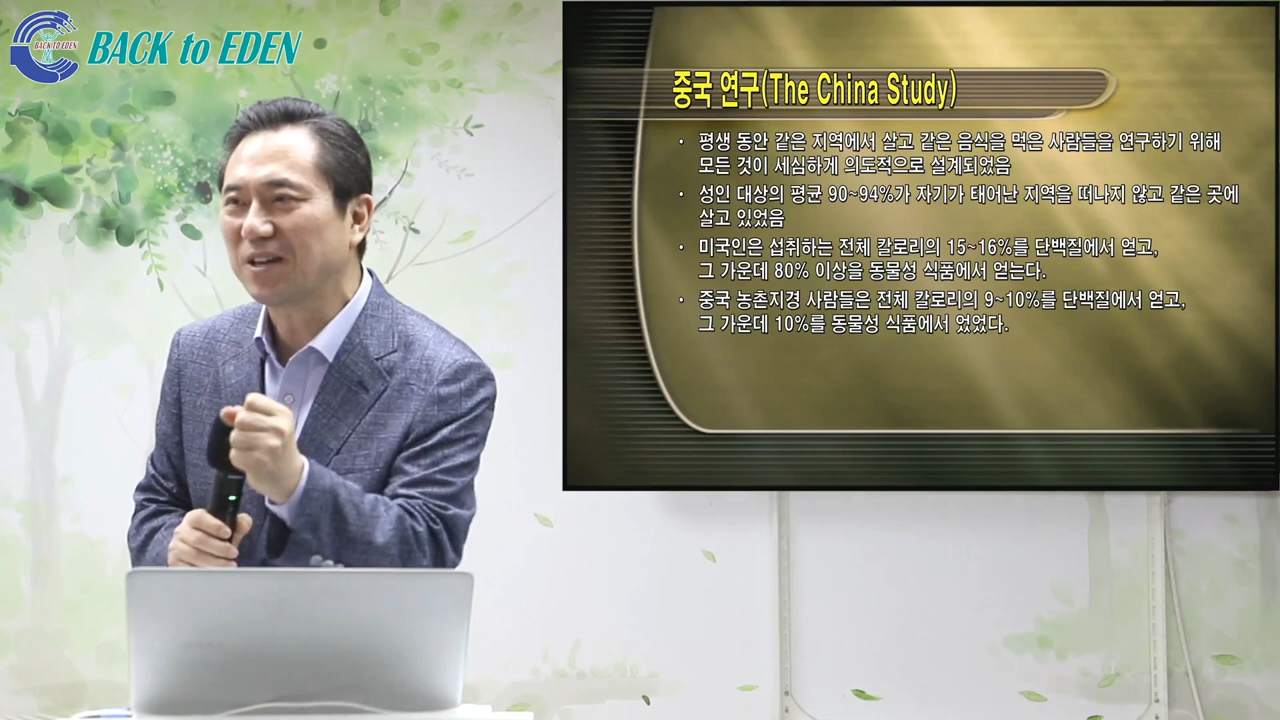 BACK TO EDEN
BACK to EDEN
중국 연구(The China Study)
• 평생 동안 같은 지역에서 살고 같은 음식을 먹은 사람들을 연구하기 위해
모든 것이 세심하게 의도적으로 설계되었음
• 성인 대상의 평균 90~94%가 자기가 태어난 지역을 떠나지 않고 같은 곳에
살고 있었음
• 미국인은 섭취하는 전체 칼로리의 15~16%를 단백질에서 얻고,
그 가운데 80% 이상을 동물성 식품에서 얻는다.
• 중국 농촌지경 사람들은 전체 칼로리의 9~10%를 단백질에서 얻고,
그 가운데 10%를 동물성 식품에서 었었다.